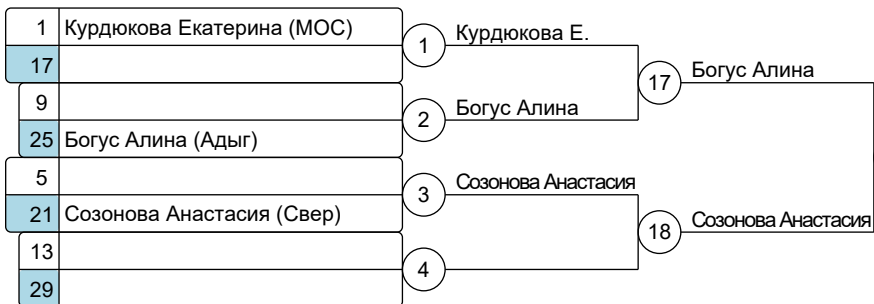 1 Курдюкова Екатерина (МОС)
17
1 Курдюкова Е.
9
25 Богус Алина (Адыг)
2 Богус Алина
17 Богус Алина
5
21 Созонова Анастасия (Свер)
3 Созонова Анастасия
13
29
4
18 Созонова Анастасия